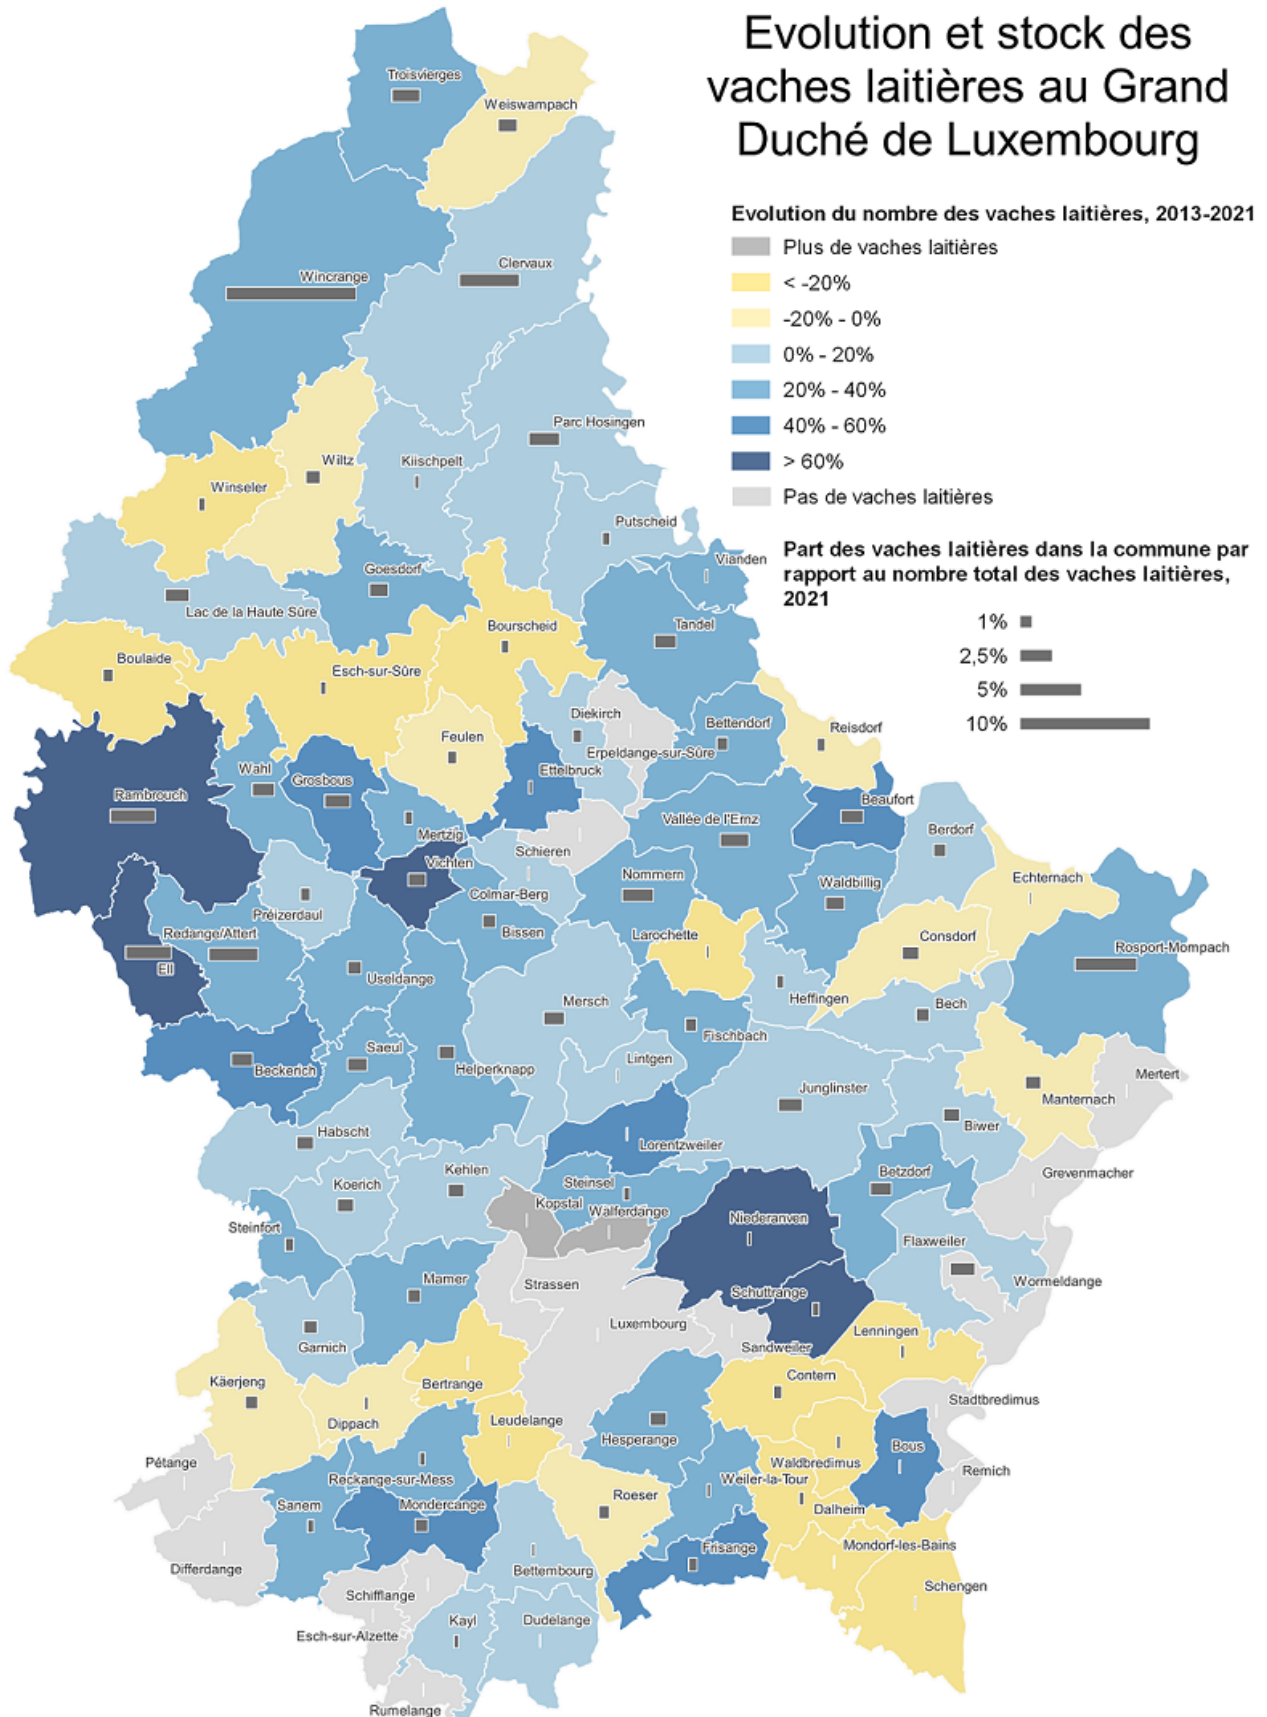 Evolution et stock des
vaches laitières au Grand
Duché de Luxembourg
Evolution du nombre des vaches laitières, 2013-2021
Plus de vaches laitières
< -20%
-20% - 0%
0% - 20%
20% - 40%
40% - 60%
> 60%
Pas de vaches laitières
Part des vaches laitières dans la commune par
rapport au nombre total des vaches laitières,
2021
1%
2,5%
5%
10%
Troisvierges
Weiswampach
Clervaux
Wincrange
Parc Hosingen
Wiltz
Kiischpelt
Winseler
Putscheid
Vianden
Goesdorf
Lac de la Haute Sûre
Bourscheid
Tandel
Boulaide
Esch-sur-Sûre
Diekirch
Bettendorf
Reisdorf
Feulen
Erpeldange-sur-Sûre
Wahl
Grosbous
Ettelbruck
Rambrouch
Beaufort
Vallée de l'Ernz
Mertzig
Berdorf
Schieren
Vichten
Nommern
Echternach
Waldbillig
Colmar-Berg
Préizerdaul
Redange/Attert
Bissen
Larochette
Consdorf
Rosport-Mompach
Ell
Useldange
Mersch
Heffingen
Bech
Fischbach
Saeul
Lintgen
Beckerich
Helperknapp
Mertert
Junglinster
Manternach
Biwer
Habscht
Lorentzweiler
Kehlen
Betzdorf
Grevenmacher
Koerich
Steinsel
Kopstal
Walferdange
Niederanven
Steinfort
Flaxweiler
Mamer
Strassen
Wormeldange
Schuttrange
Luxembourg
Lenningen
Garnich
Sandweiler
Contern
Käerjeng
Bertrange
Stadtbredimus
Dippach
Leudelange
Hesperange
Bous
Pétange
Waldbredimus
Remich
Reckange-sur-Mess
Weiler-la-Tour
Roeser
Sanem
Mondercange
Dalheim
Frisange
Mondorf-les-Bains
Differdange
Bettembourg
Schengen
Schifflange
Kayl
Dudelange
Esch-sur-Alzette
Rumelange